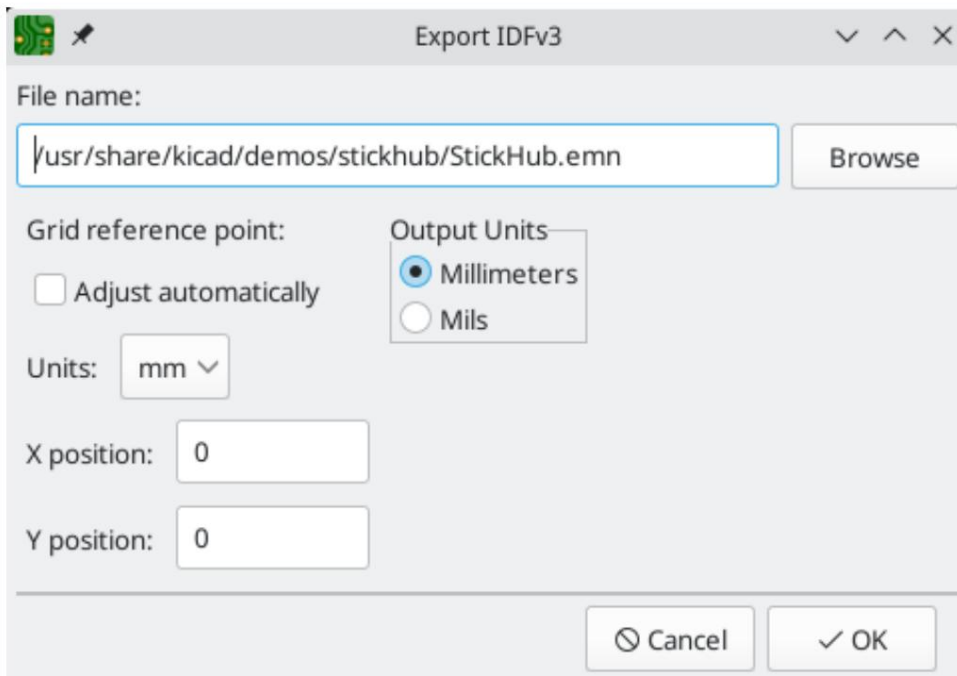 Export IDFv3
File name:
/usr/share/kicad/demos/stickhub/StickHub.emn
Browse
Grid reference point:
Output Units
Adjust automatically
Millimeters
Mils
Units:
mm
X position:
0
Y position:
0
Cancel
OK